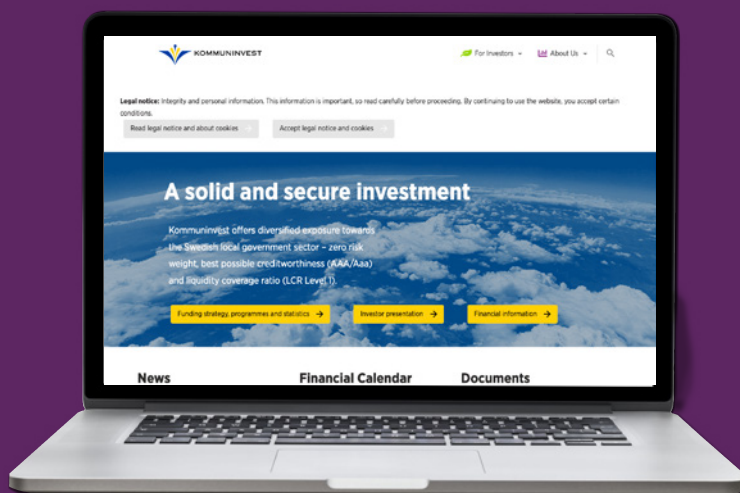 KOMMUNINVEST
For Investors
About Us
Legal notice: Integrity and personal information. This information is important, so read carefully before proceeding. By continuing to use the website, you accept certain
conditions.
Read legal notice and about cookies
Accept legal notice and cookies
A solid and secure investment
Kommuninvest offers diversified exposure towards
the Swedish local government sector – zero risk
weight, best possible creditworthiness (AAA/Aaa)
and liquidity coverage ratio (LCR Level 1).
Funding strategy, programmes and statistics →
Investor presentation →
Financial information →
News
Financial Calendar
Documents